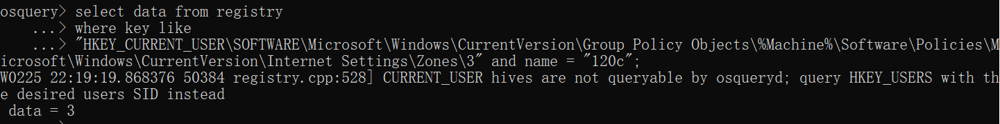 osquery> select data from registry
...> where key like
...> "HKEY_CURRENT_USER\SOFTWARE\Microsoft\Windows\CurrentVersion\Group Policy Objects\%Machine%\Software\Policies\M
icrosoft\Windows\CurrentVersion\Internet Settings\Zones\3" and name = "120c";
W0225 22:19:19.868376 50384 registry.cpp:528] CURRENT_USER hives are not queryable by osqueryd; query HKEY_USERS with th
e desired users SID instead
data = 3